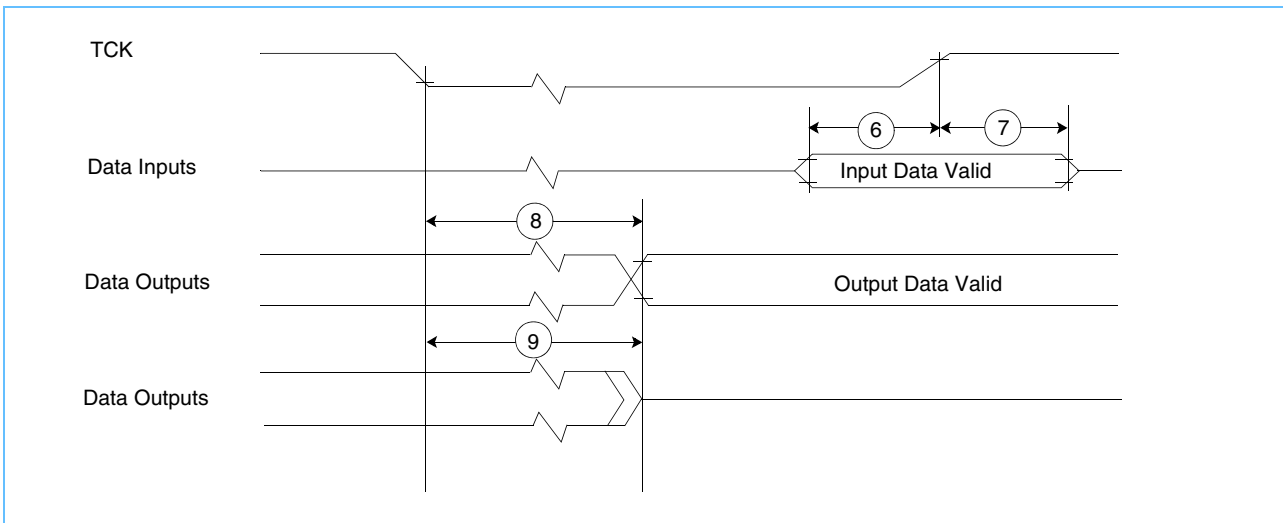 TCK
6
7
Data Inputs
Input Data Valid
8
Data Outputs
Output Data Valid
9
Data Outputs